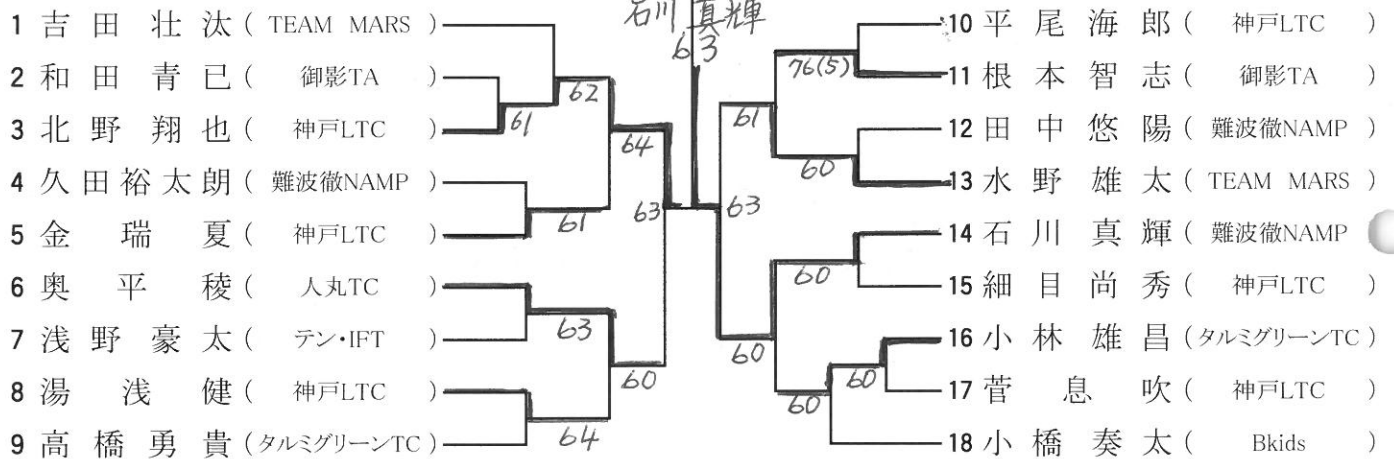 石川真輝
63
1 吉田壮汰 ( TEAM MARS )
2 和田青已 ( 御影TA )
3 北野翔也 ( 神戸LTC )
4 久田裕太朗 ( 難波徹NAMP )
5 金瑞夏 ( 神戸LTC )
6 奥平稜 ( 人丸TC )
7 浅野豪太 ( テン・IFT )
8 湯浅健 ( 神戸LTC )
9 高橋勇貴 (タルミグリーンTC )
61
62
61
64
63
64
60
63
10 平尾海郎 ( 神戸LTC )
11 根本智志 ( 御影TA )
12 田中悠陽 ( 難波徹NAMP )
13 水野雄太 ( TEAM MARS )
14 石川真輝 ( 難波徹NAMP )
15 細目尚秀 ( 神戸LTC )
16 小林雄昌 (タルミグリーンTC )
17 菅息吹 ( 神戸LTC )
18 小橋奏太 ( Bkids )
76(5)
60
61
60
60
60
60
63